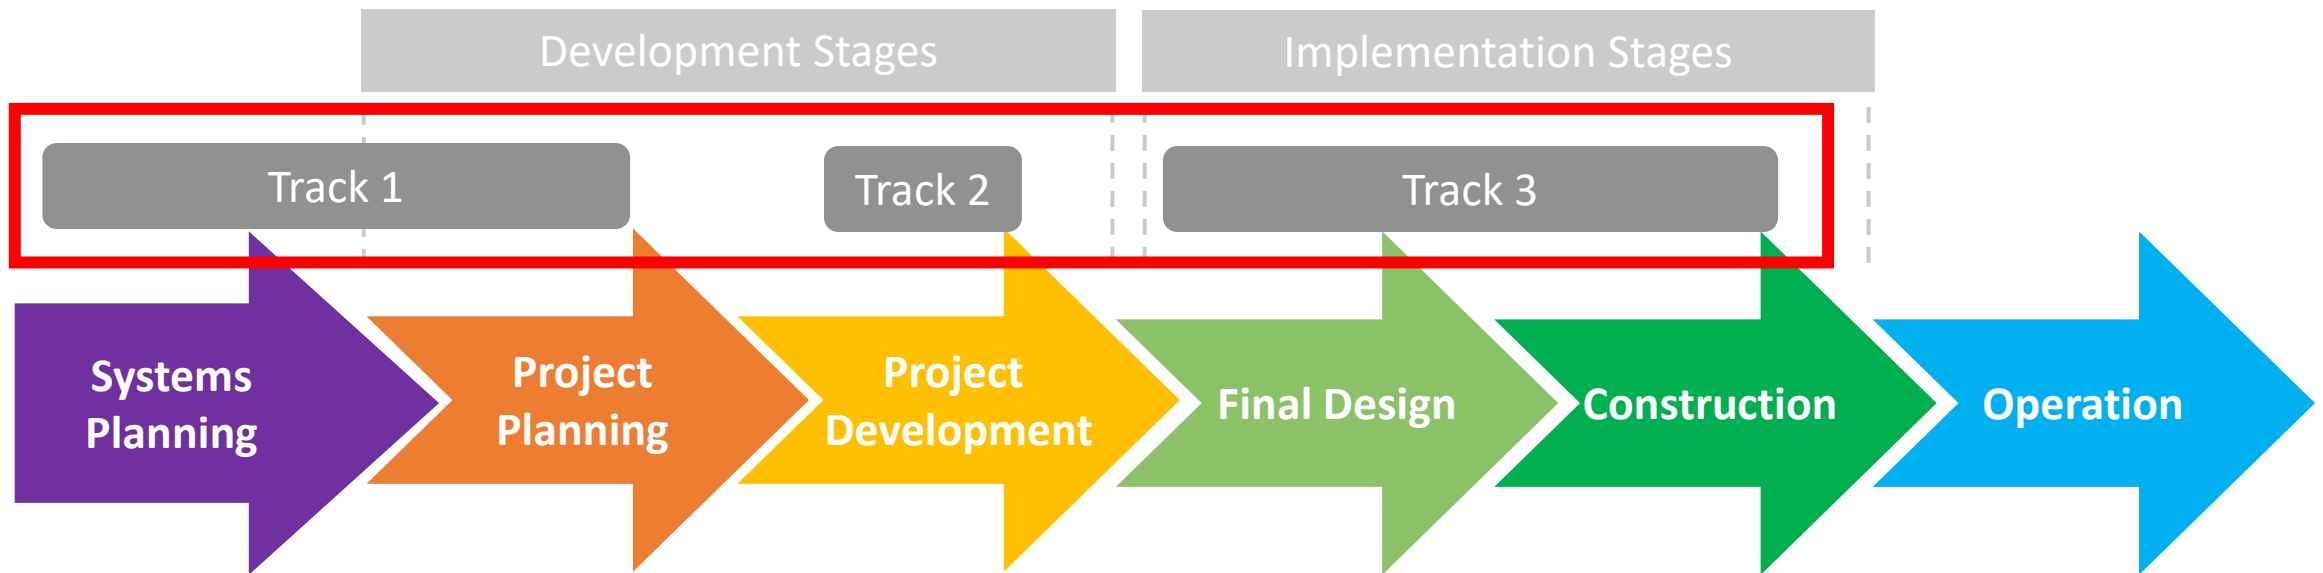 Development Stages
Implementation Stages
Track 1
Track 2
Track 3
Systems
Planning
Project
Planning
Project
Development
Final Design
Construction
Operation